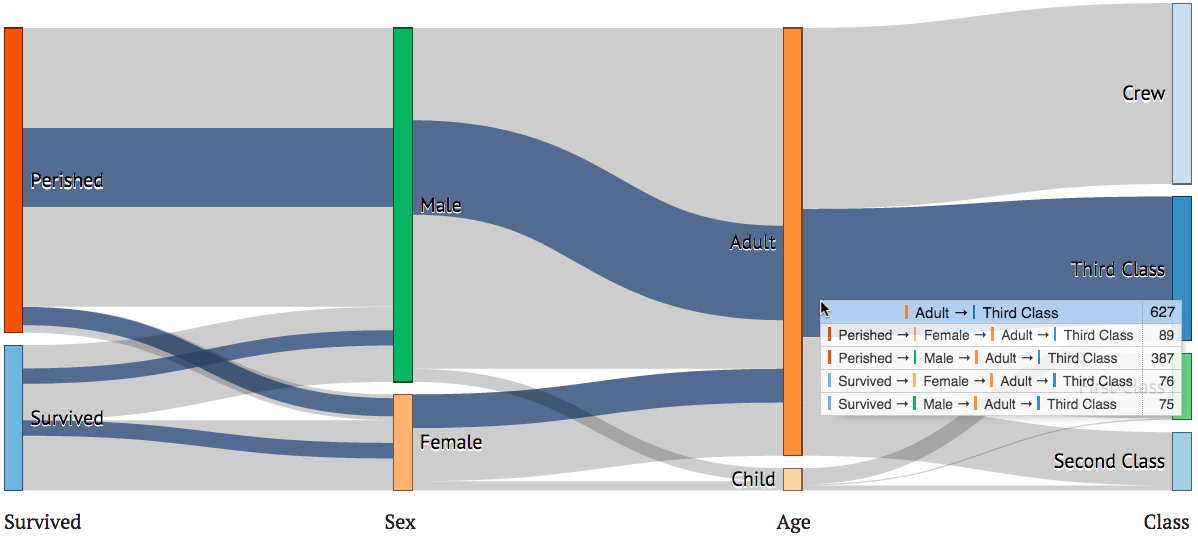 Crew
Perished
Male
Adult
Third Class
Adult → Third Class 627
Perished → Female → Adult → Third Class 89
Perished → Male → Adult → Third Class 387
Survived → Female → Adult → Third Class 76
Survived → Male → Adult → Third Class 75
First Class
Survived
Female
Second Class
Child
Survived Sex Age Class